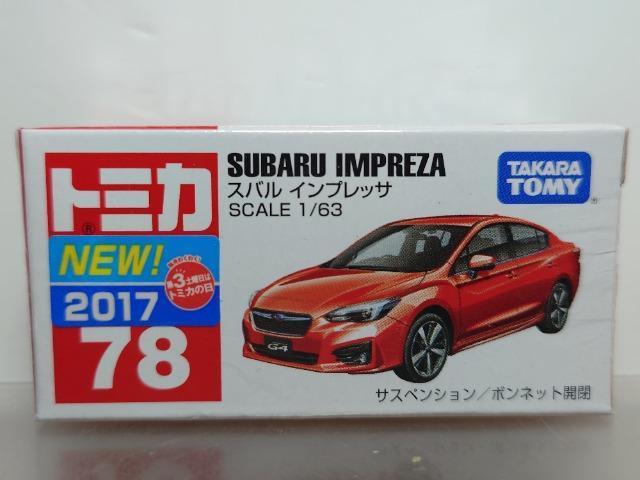 トミカ
®
NEW!
2017
第3土曜日は
トミカの日
78
SUBARU IMPREZA
スバル インプレッサ
SCALE 1/63
TAKARA
TOMY
®
G4
サスペンション/ボンネット開閉